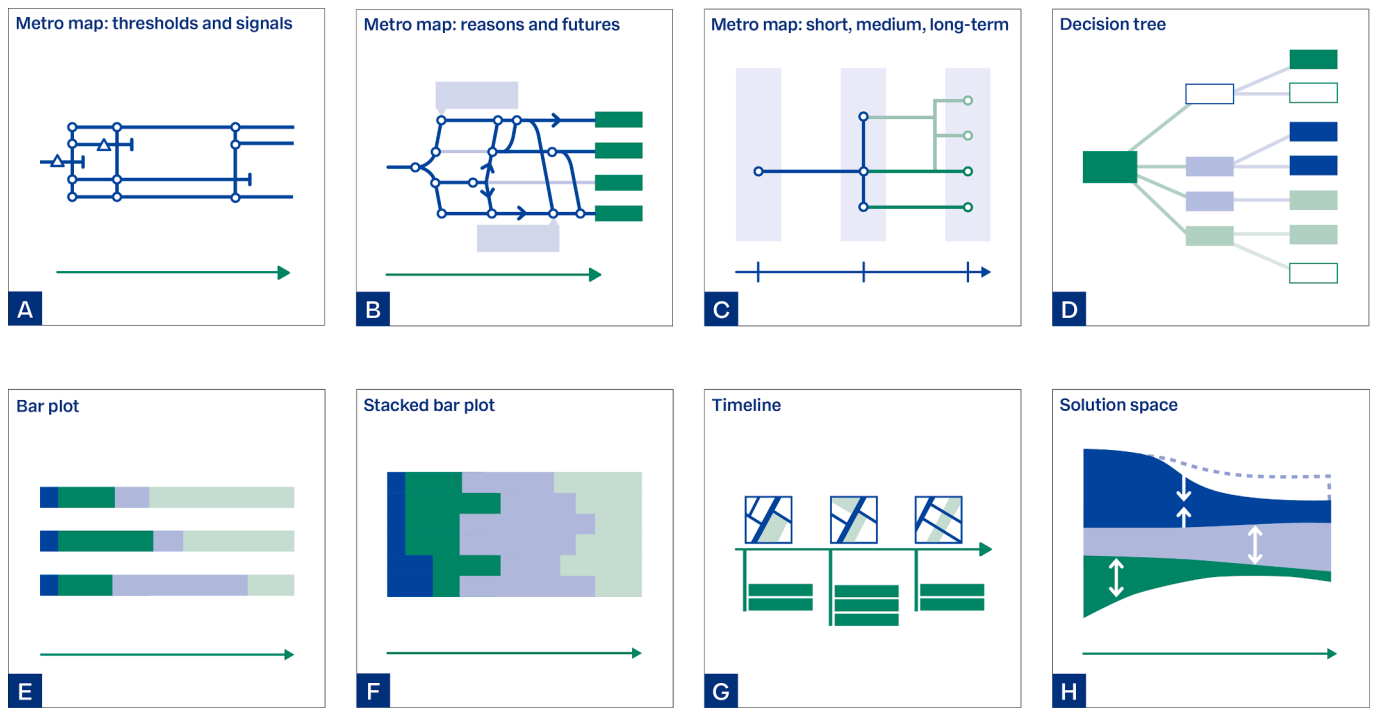 Metro map: thresholds and signals
Metro map: reasons and futures
Metro map: short, medium, long-term
Decision tree
A
B
C
D
Bar plot
Stacked bar plot
Timeline
Solution space
E
F
G
H